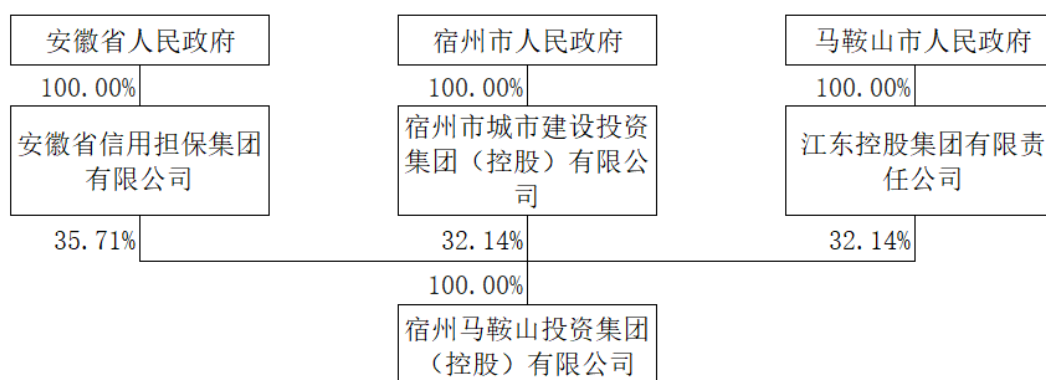 安徽省人民政府
宿州市人民政府
马鞍山市人民政府
100.00%
100.00%
100.00%
安徽省信用担保集团
有限公司
宿州市城市建设投资
集团（控股）有限公
司
江东控股集团有限责
任公司
35.71%
32.14%
32.14%
100.00%
宿州马鞍山投资集团
（控股）有限公司